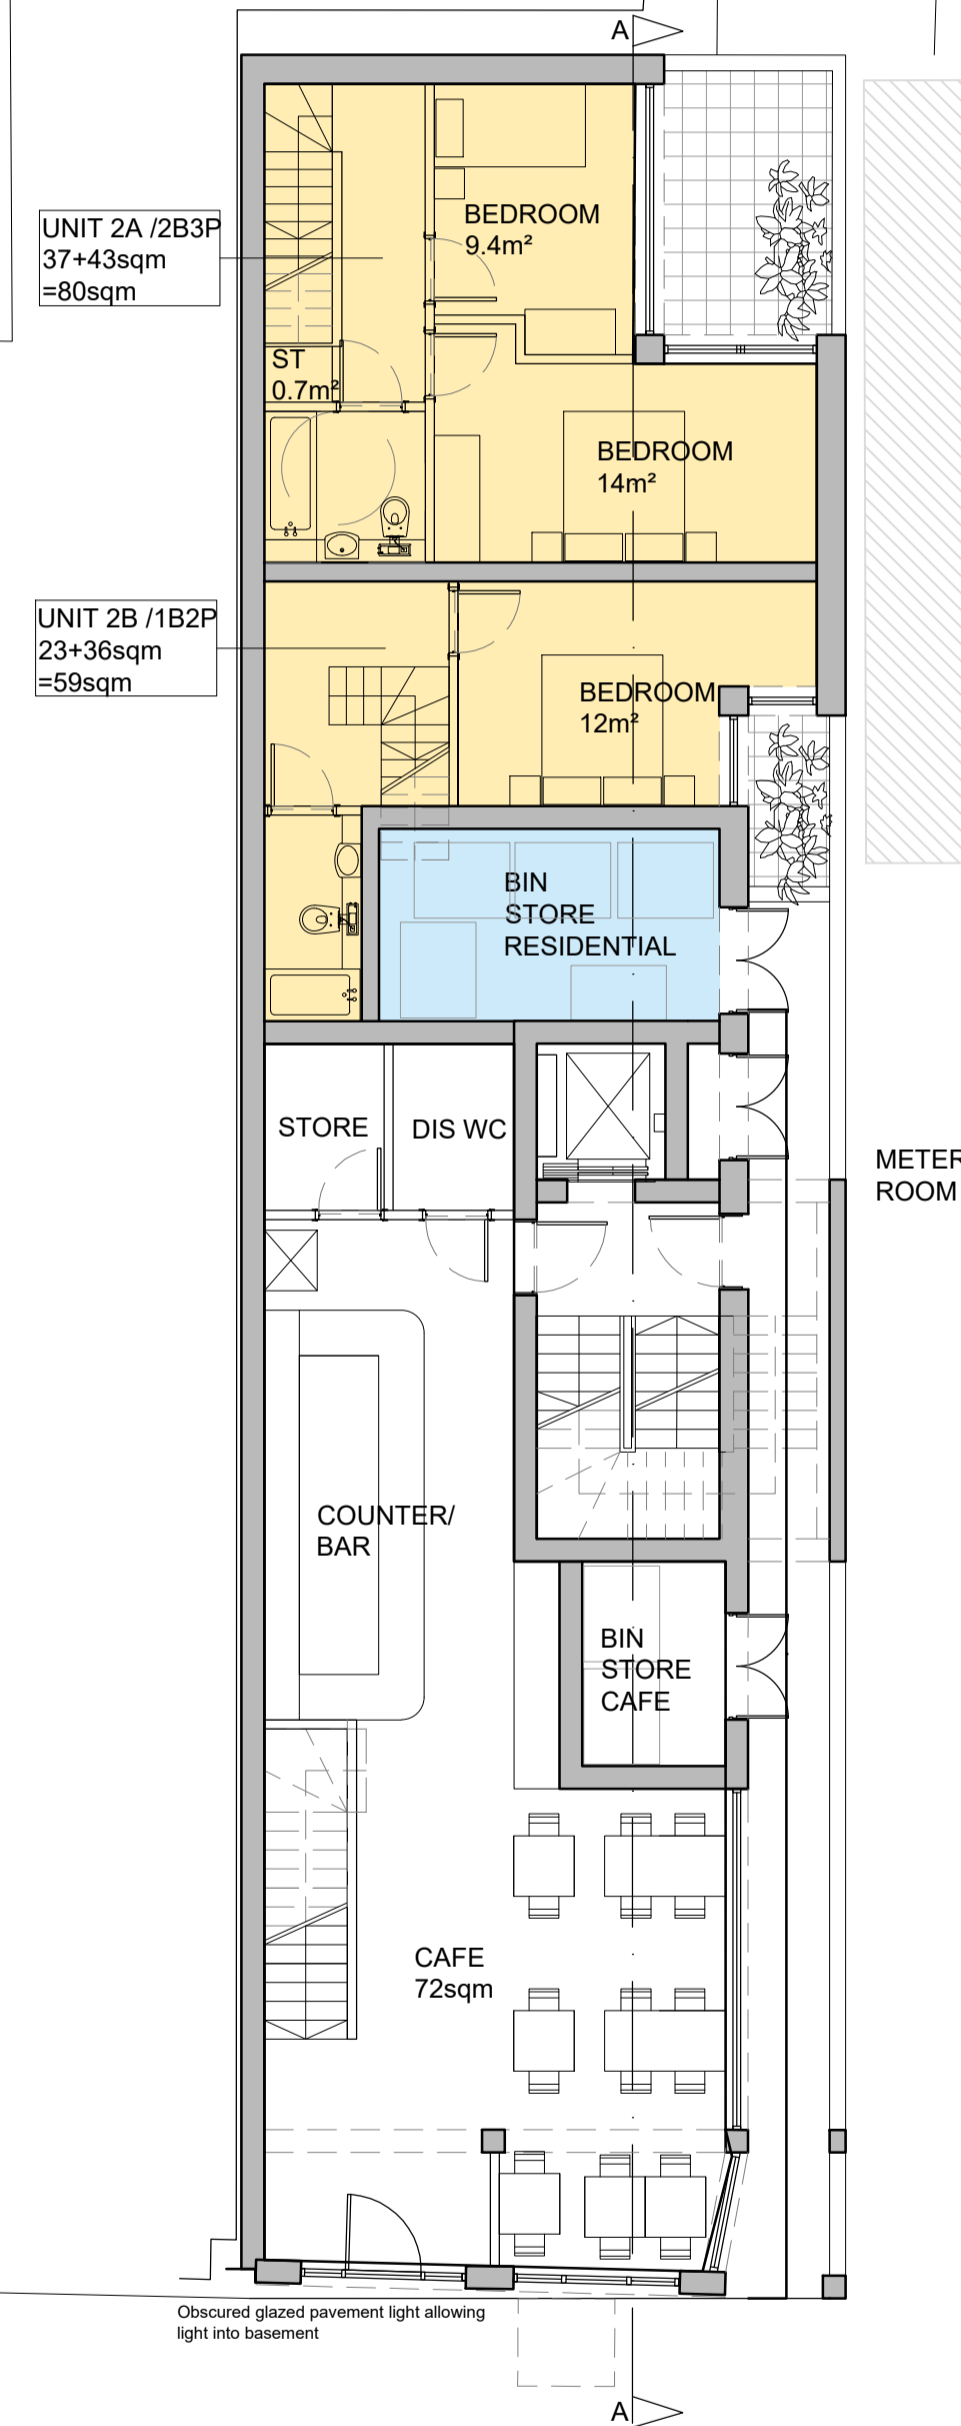 A
UNIT 2A /2B3P
37+43sqm
=80sqm
BEDROOM
9.4m²
ST
0.7m²
BEDROOM
14m²
UNIT 2B /1B2P
23+36sqm
=59sqm
BEDROOM
12m²
BIN
STORE
RESIDENTIAL
STORE
DIS WC
METER
ROOM
COUNTER/
BAR
BIN
STORE
CAFE
CAFE
72sqm
Obscured glazed pavement light allowing
light into basement
A